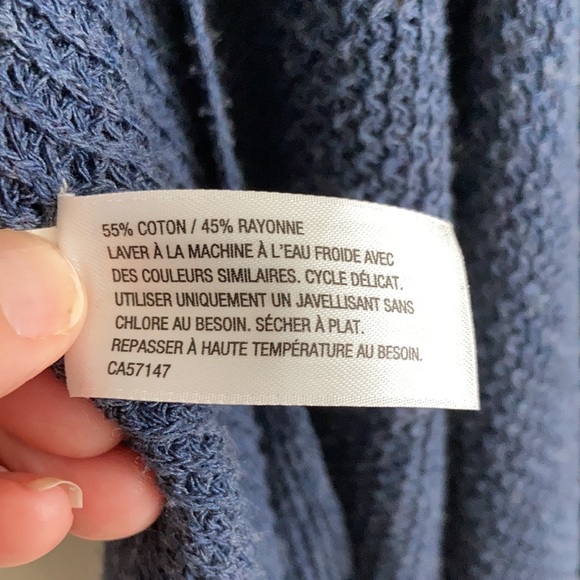 55% COTON / 45% RAYONNE
LAVER À LA MACHINE À L'EAU FROIDE AVEC
DES COULEURS SIMILAIRES. CYCLE DÉLICAT.
UTILISER UNIQUEMENT UN JAVELLISANT SANS
CHLORE AU BESOIN. SÉCHER À PLAT.
REPASSER À HAUTE TEMPÉRATURE AU BESOIN.
CA57147